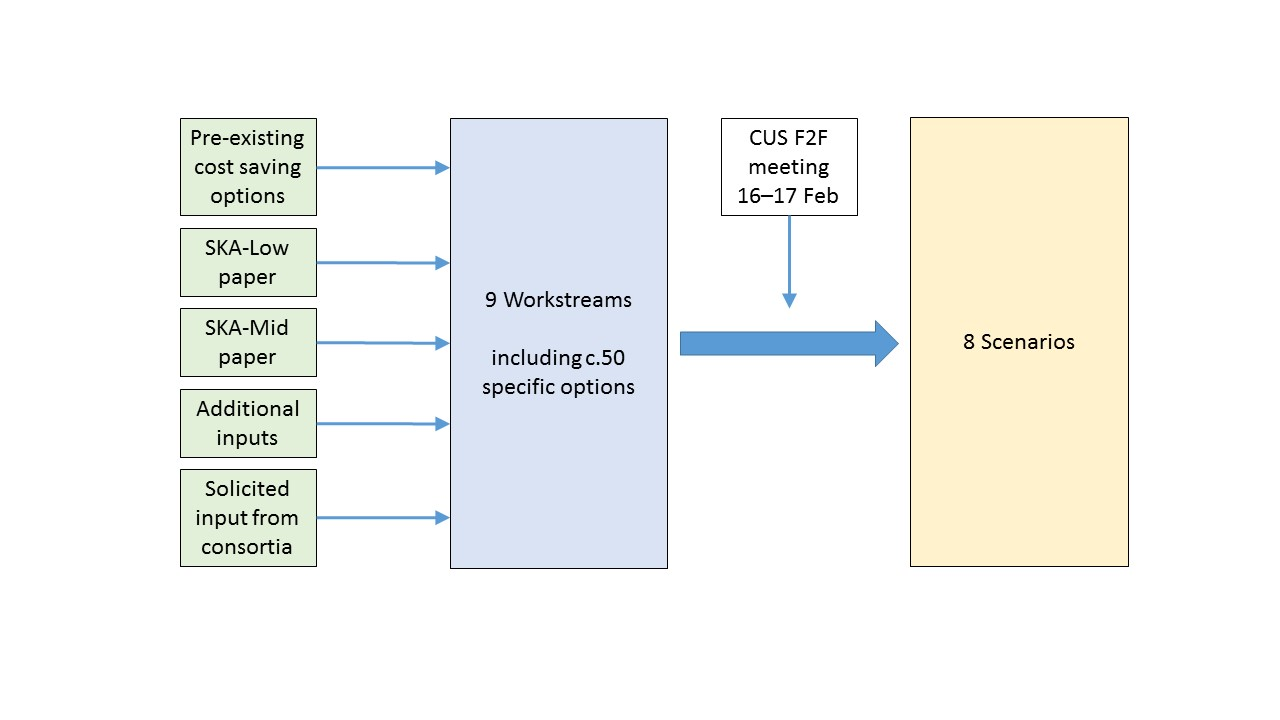 Pre-existing
cost saving
options
SKA-Low
paper
SKA-Mid
paper
Additional
inputs
Solicited
input from
consortia
9 Workstreams
including c.50
specific options
CUS F2F
meeting
16–17 Feb
8 Scenarios